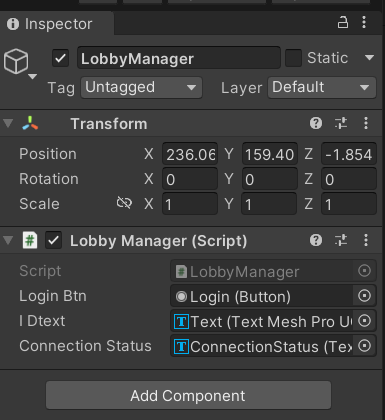 Inspector
LobbyManager Static
Tag Untagged Layer Default
Transform
Position X 236.06 Y 159.40 Z -1.854
Rotation X 0 Y 0 Z 0
Scale X 1 Y 1 Z 1
# Lobby Manager (Script)
Script # LobbyManager
Login Btn Login (Button)
I Dtext T Text (Text Mesh Pro U
Connection Status T ConnectionStatus (Te
Add Component